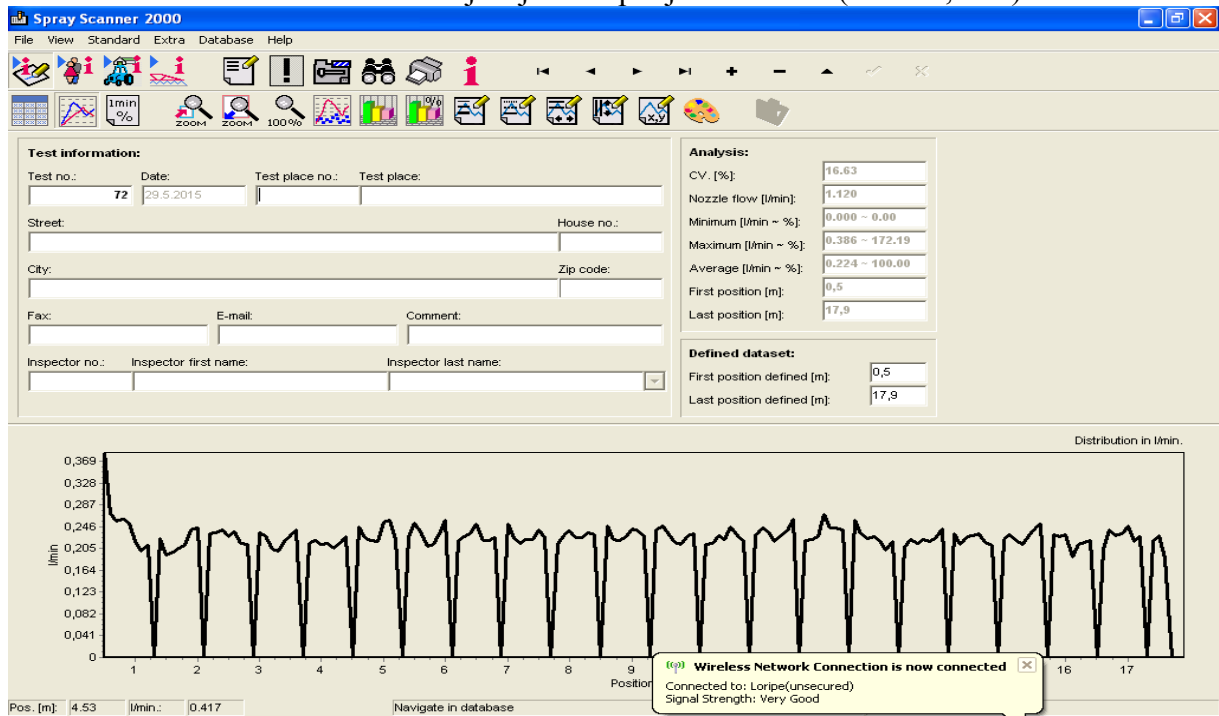 Spray Scanner 2000
File View Standard Extra Database Help
1min
%
ZOOM ZOOM 100% %
Test information:
Test no.: Date: Test place no.: Test place:
72 29.5.2015
Street: House no.:
City: Zip code:
Fax: E-mail: Comment:
Inspector no.: Inspector first name: Inspector last name:
Analysis:
CV. [%]: 16.63
Nozzle flow [l/min]: 1.120
Minimum [l/min ~ %]: 0.000 ~ 0.00
Maximum [l/min ~ %]: 0.386 ~ 172.19
Average [l/min ~ %]: 0.224 ~ 100.00
First position [m]: 0,5
Last position [m]: 17,9
Defined dataset:
First position defined [m]: 0,5
Last position defined [m]: 17,9
Distribution in l/min.
0,369
0,328
0,287
0,246
0,205
0,164
0,123
0,082
0,041
0
l/min
1 2 3 4 5 6 7 8 9 16 17
Position
Wireless Network Connection is now connected
Connected to: Loripe(unsecured)
Signal Strength: Very Good
Pos. [m]: 4.53 l/min.: 0.417 Navigate in database